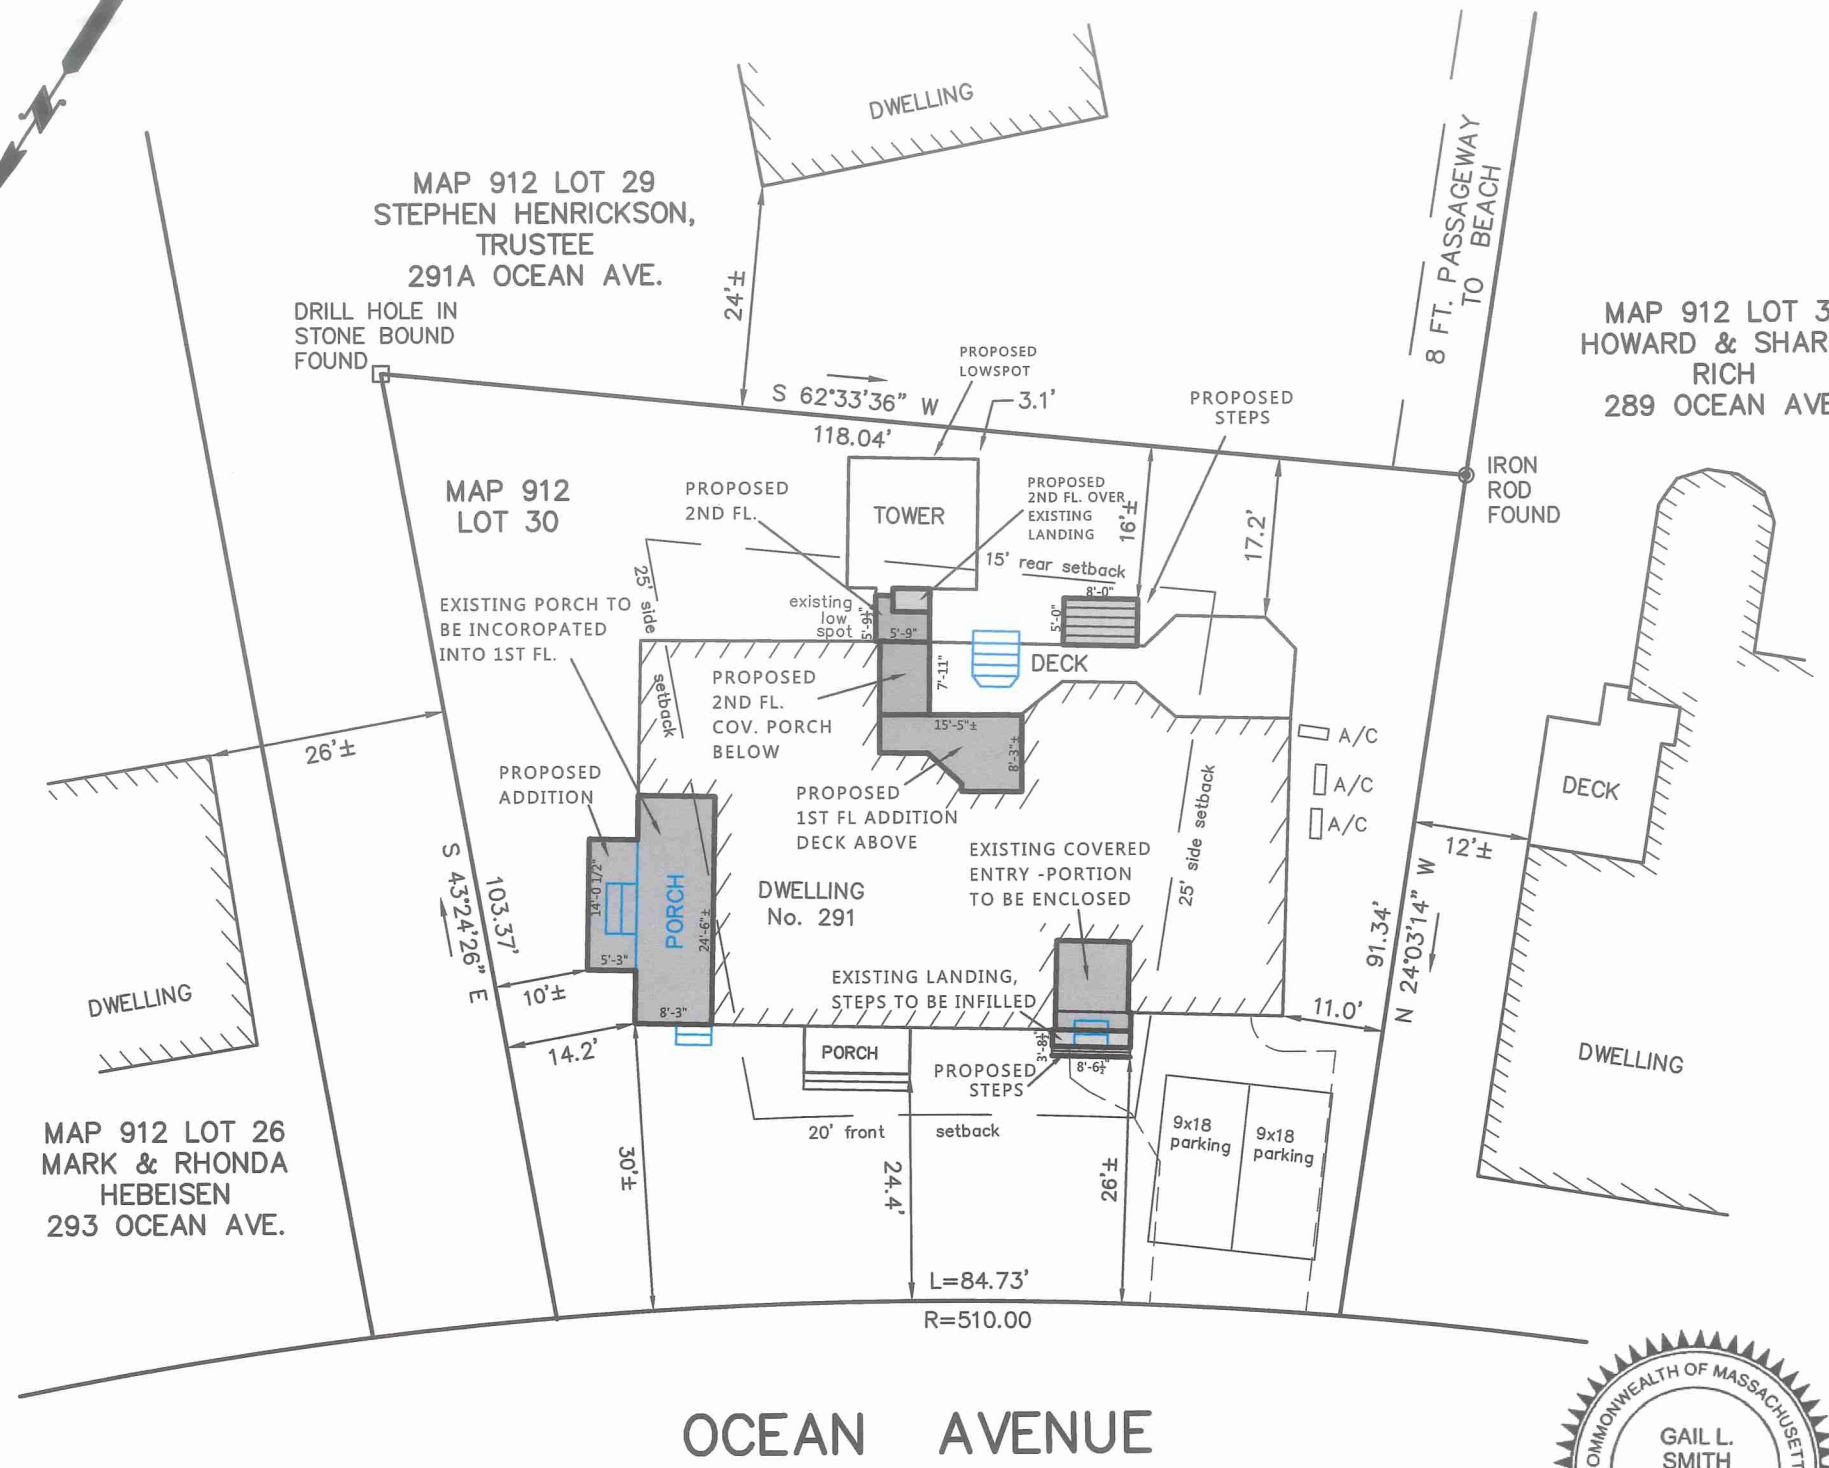 DWELLING
8 FT. PASSAGEWAY
TO BEACH
MAP 912 LOT 29
STEPHEN HENRICKSON,
TRUSTEE
291A OCEAN AVE.
24'±
DRILL HOLE IN
STONE BOUND
FOUND
MAP 912 LOT 3
HOWARD & SHAR
RICH
289 OCEAN AVE
PROPOSED
LOWSPOT
S 62°33'36" W
118.04'
3.1'
PROPOSED
STEPS
IRON
ROD
FOUND
MAP 912
LOT 30
PROPOSED
2ND FL.
TOWER
PROPOSED
2ND FL. OVER
EXISTING
LANDING
16'±
17.2'
15' rear setback
25' side
setback
existing
low
spot
5'-9½"
5'-9"
8'-0"
5'-0"
EXISTING PORCH TO
BE INCOROPATED
INTO 1ST FL.
DECK
7'-11"
PROPOSED
2ND FL.
COV. PORCH
BELOW
15'-5"±
8'-3"±
26'±
A/C
A/C
A/C
DECK
PROPOSED
ADDITION
PROPOSED
1ST FL ADDITION
DECK ABOVE
25' side setback
12'±
EXISTING COVERED
ENTRY -PORTION
TO BE ENCLOSED
S 43°24'26" E
103.37'
14'-0 1/2"
PORCH
24'-6"±
DWELLING
No. 291
91.34'
N 24°03'14" W
5'-3"
10'±
EXISTING LANDING,
STEPS TO BE INFILLED
DWELLING
8'-3"
11.0'
14.2'
PORCH
3'-8½"
8'-6½"
PROPOSED
STEPS
DWELLING
20' front setback
9x18
parking
9x18
parking
MAP 912 LOT 26
MARK & RHONDA
HEBEISEN
293 OCEAN AVE.
30'±
24.4'
26'±
L=84.73'
R=510.00
OCEAN AVENUE
OMMONWEALTH OF MASSACHUSETT
GAIL L.
SMITH